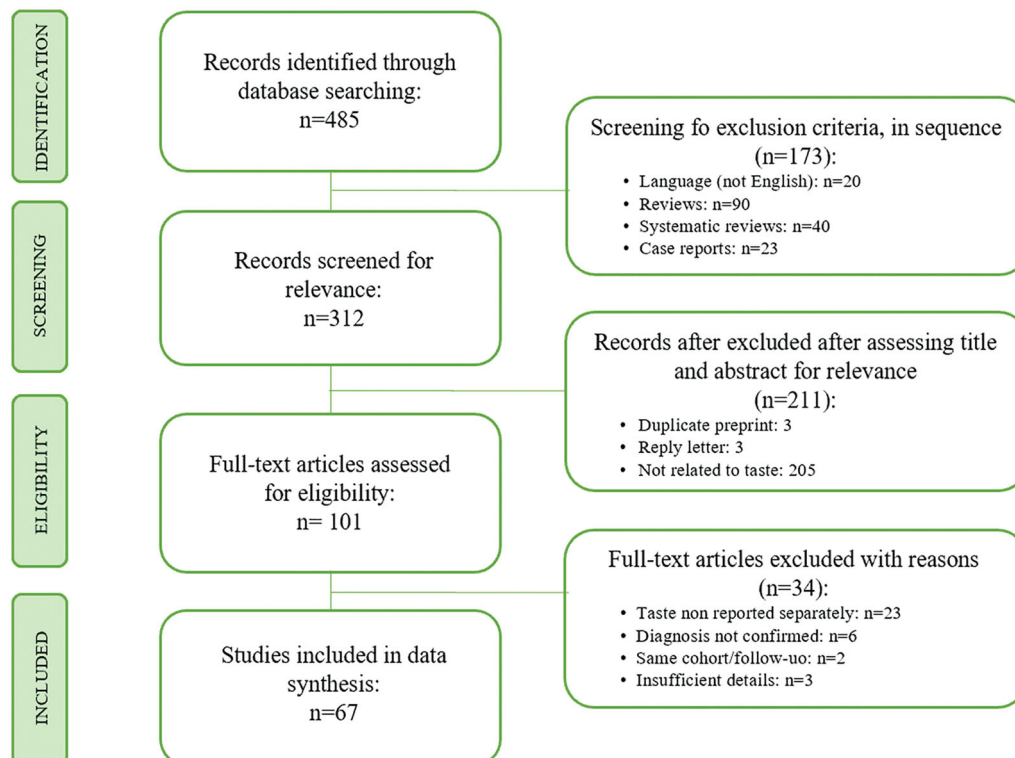 IDENTIFICATION
Records identified through
database searching:
n=485
Screening fo exclusion criteria, in sequence
(n=173):
• Language (not English): n=20
• Reviews: n=90
• Systematic reviews: n=40
• Case reports: n=23
SCREENING
Records screened for
relevance:
n=312
Records after excluded after assessing title
and abstract for relevance
(n=211):
• Duplicate preprint: 3
• Reply letter: 3
• Not related to taste: 205
ELIGIBILITY
Full-text articles assessed
for eligibility:
n= 101
Full-text articles excluded with reasons
(n=34):
• Taste non reported separately: n=23
• Diagnosis not confirmed: n=6
• Same cohort/follow-uo: n=2
• Insufficient details: n=3
INCLUDED
Studies included in data
synthesis:
n=67